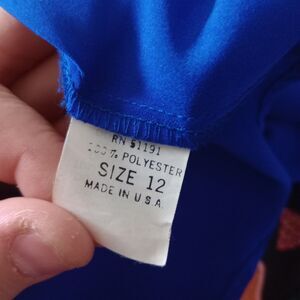 RN 51191
100% POLYESTER
SIZE 12
MADE IN U.S.A.